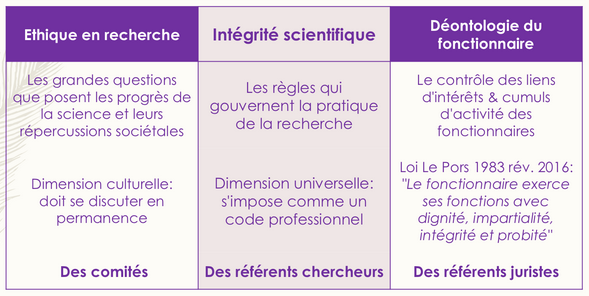 Ethique en recherche
Les grandes questions
que posent les progrès de
la science et leurs
répercussions sociétales
Dimension culturelle:
doit se discuter en
permanence
Des comités
Intégrité scientifique
Les règles qui
gouvernent la pratique
de la recherche
Dimension universelle:
s'impose comme un
code professionnel
Des référents chercheurs
Déontologie du
fonctionnaire
Le contrôle des liens
d'intérêts & cumuls
d'activité des
fonctionnaires
Loi Le Pors 1983 rév. 2016:
"Le fonctionnaire exerce
ses fonctions avec
dignité, impartialité,
intégrité et probité"
Des référents juristes